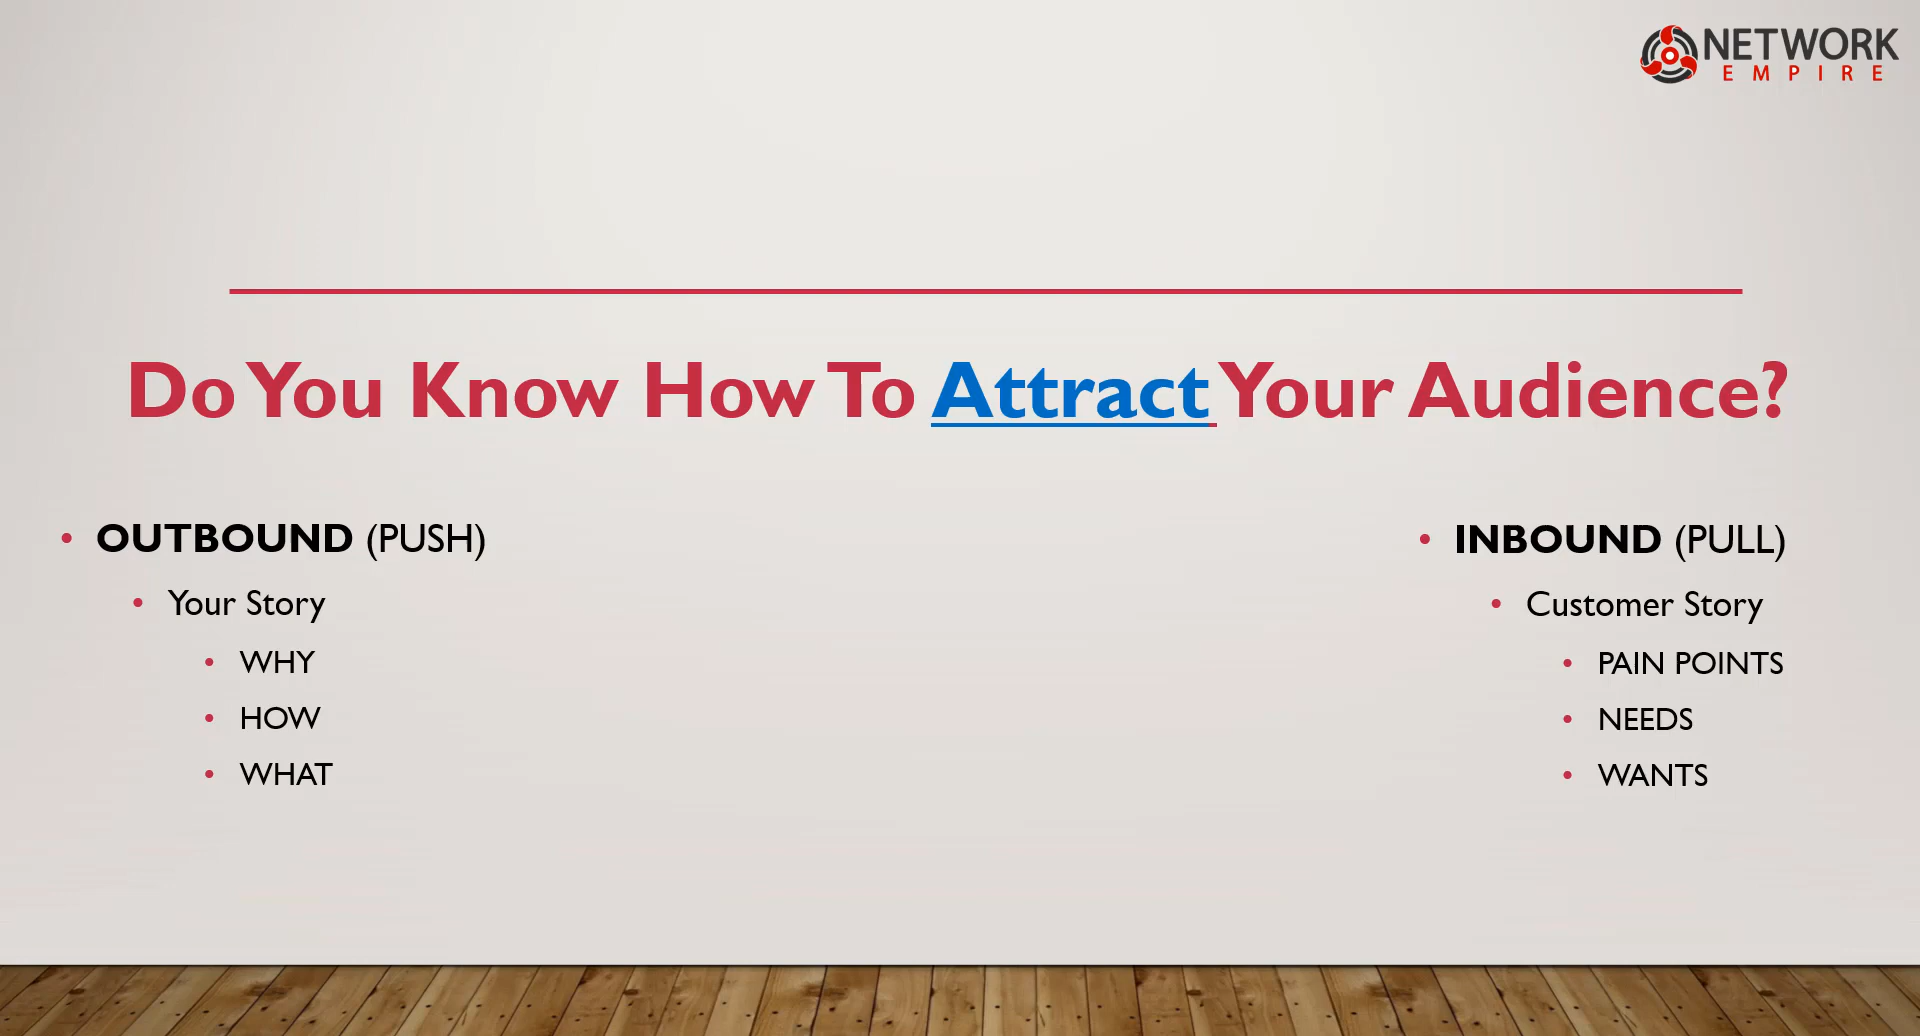 NETWORK
EMPIRE
Do You Know How To Attract Your Audience?
• OUTBOUND (PUSH)
• Your Story
• WHY
• HOW
• WHAT
• INBOUND (PULL)
• Customer Story
• PAIN POINTS
• NEEDS
• WANTS